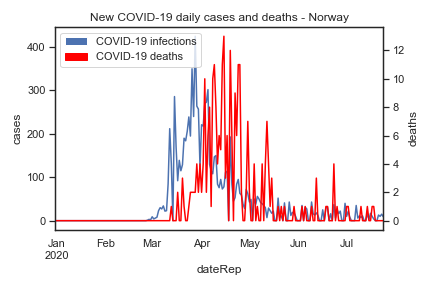 New COVID-19 daily cases and deaths - Norway
COVID-19 infections
COVID-19 deaths
400
300
200
100
0
cases
12
10
8
6
4
2
0
deaths
Jan Feb Mar Apr May Jun Jul
2020
dateRep